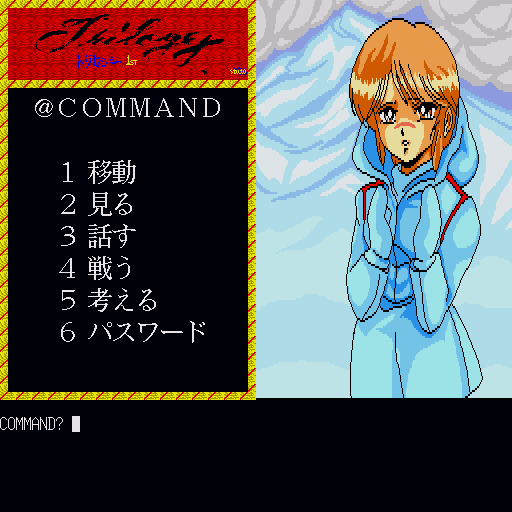 Trilogy
トリロジー 1ST
@COMMAND
1 移動
2 見る
3 話す
4 戦う
5 考える
6 パスワード
COMMAND?